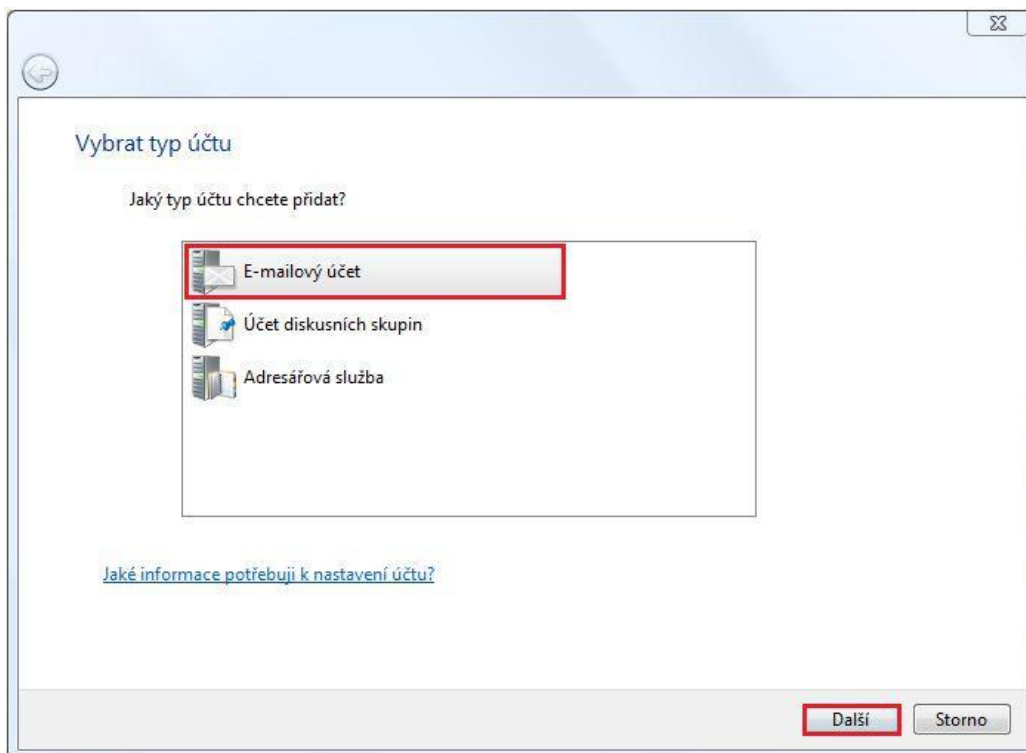 Vybrat typ účtu
Jaký typ účtu chcete přidat?
E-mailový účet
Účet diskusních skupin
Adresářová služba
Jaké informace potřebuji k nastavení účtu?
Další Storno